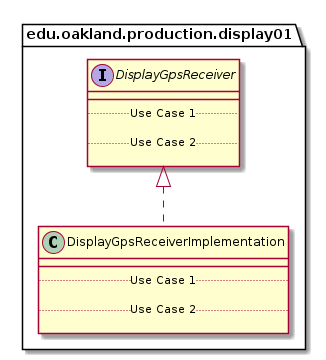 edu.oakland.production.display01
I DisplayGpsReceiver
Use Case 1
Use Case 2
C DisplayGpsReceiverImplementation
Use Case 1
Use Case 2